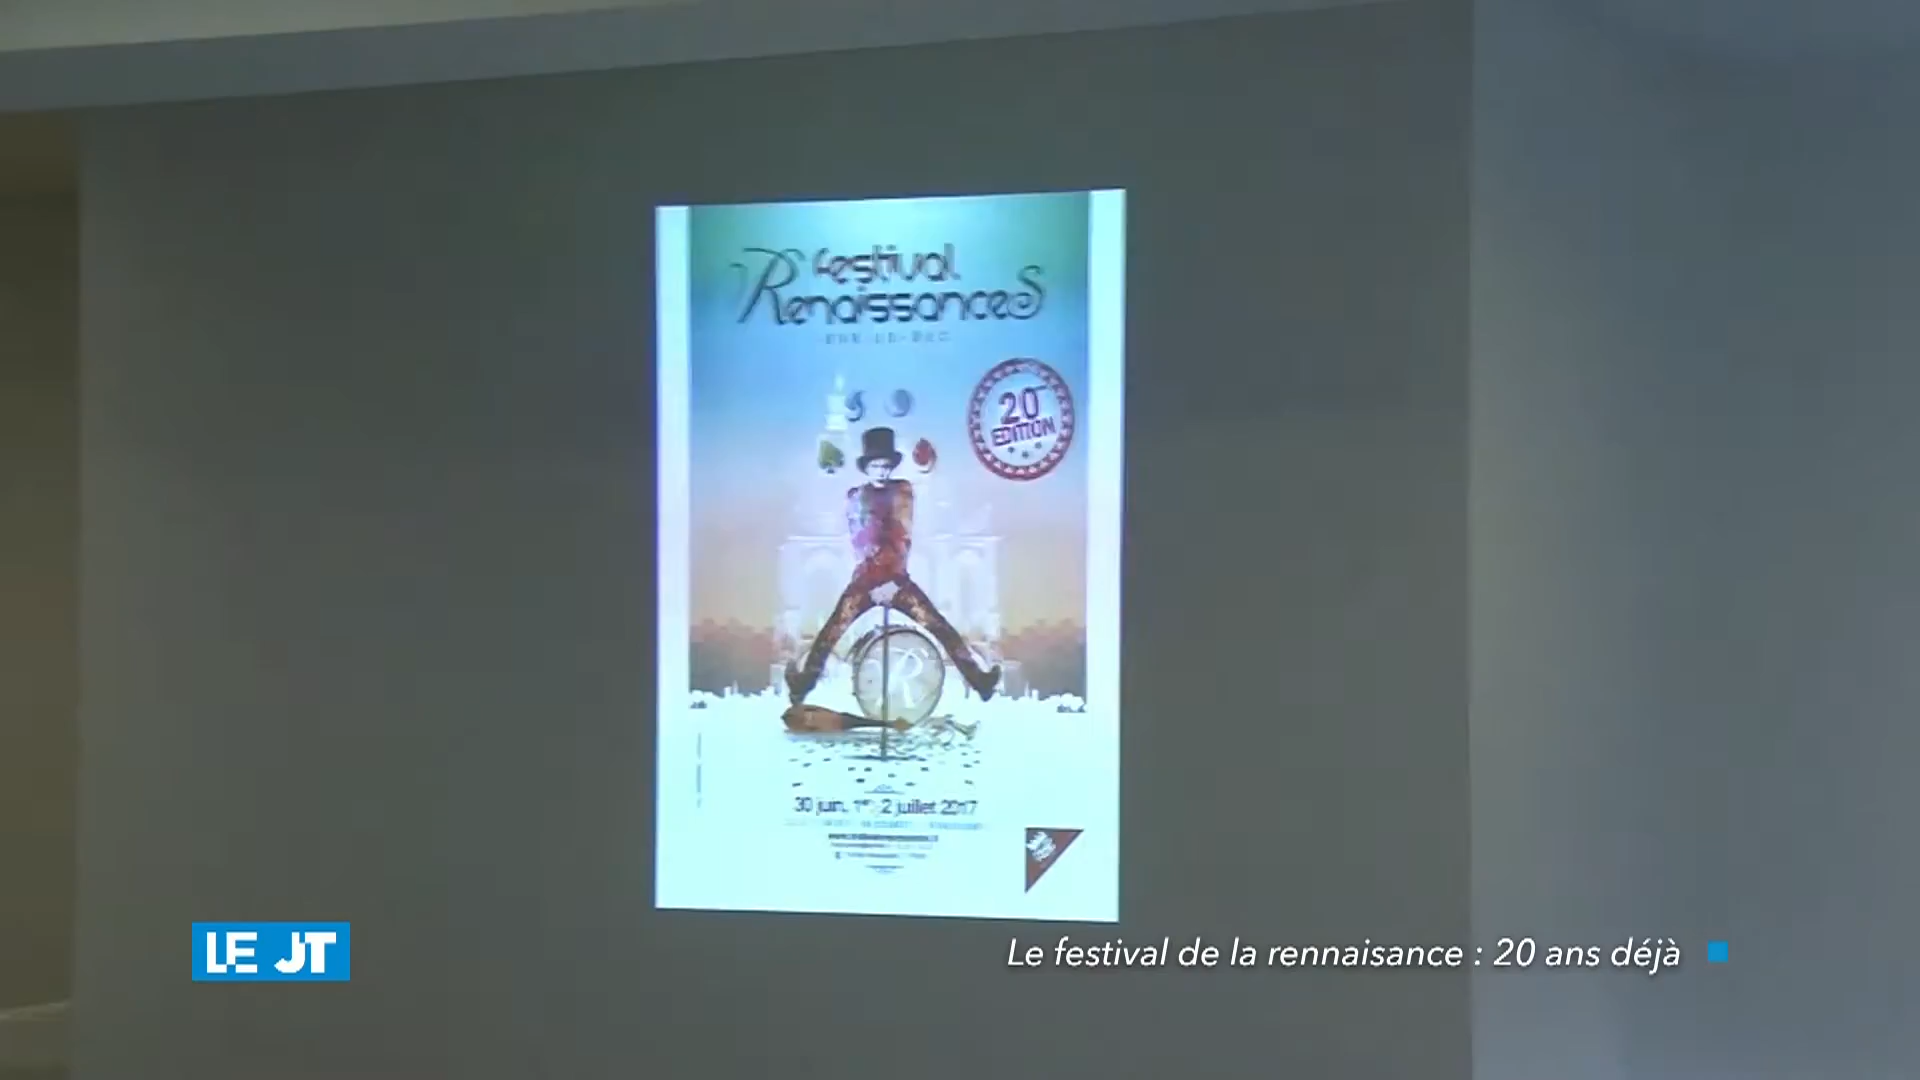 festival
RenaissanceS
20e
EDITION
R
30 juin, 1er, 2 juillet 2017
LE JT
Le festival de la rennaisance : 20 ans déjà